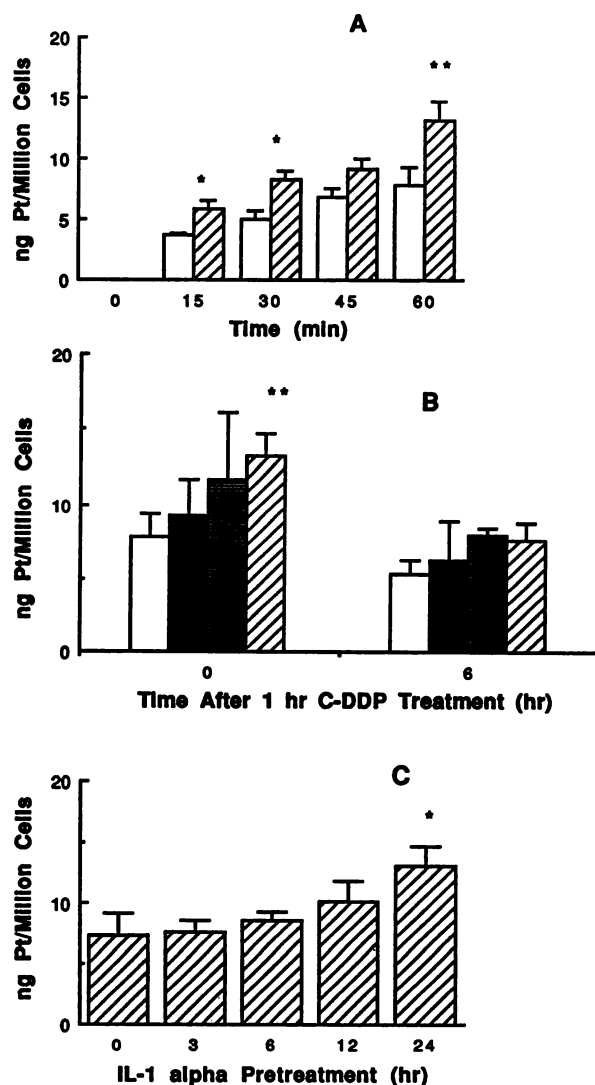 A
20
15
10
5
0
ng Pt/Million Cells
*
*
**
0 15 30 45 60
Time (min)
B
20
10
0
ng Pt/Million Cells
**
0 6
Time After 1 hr C-DDP Treatment (hr)
C
20
10
0
ng Pt/Million Cells
*
0 3 6 12 24
IL-1 alpha Pretreatment (hr)